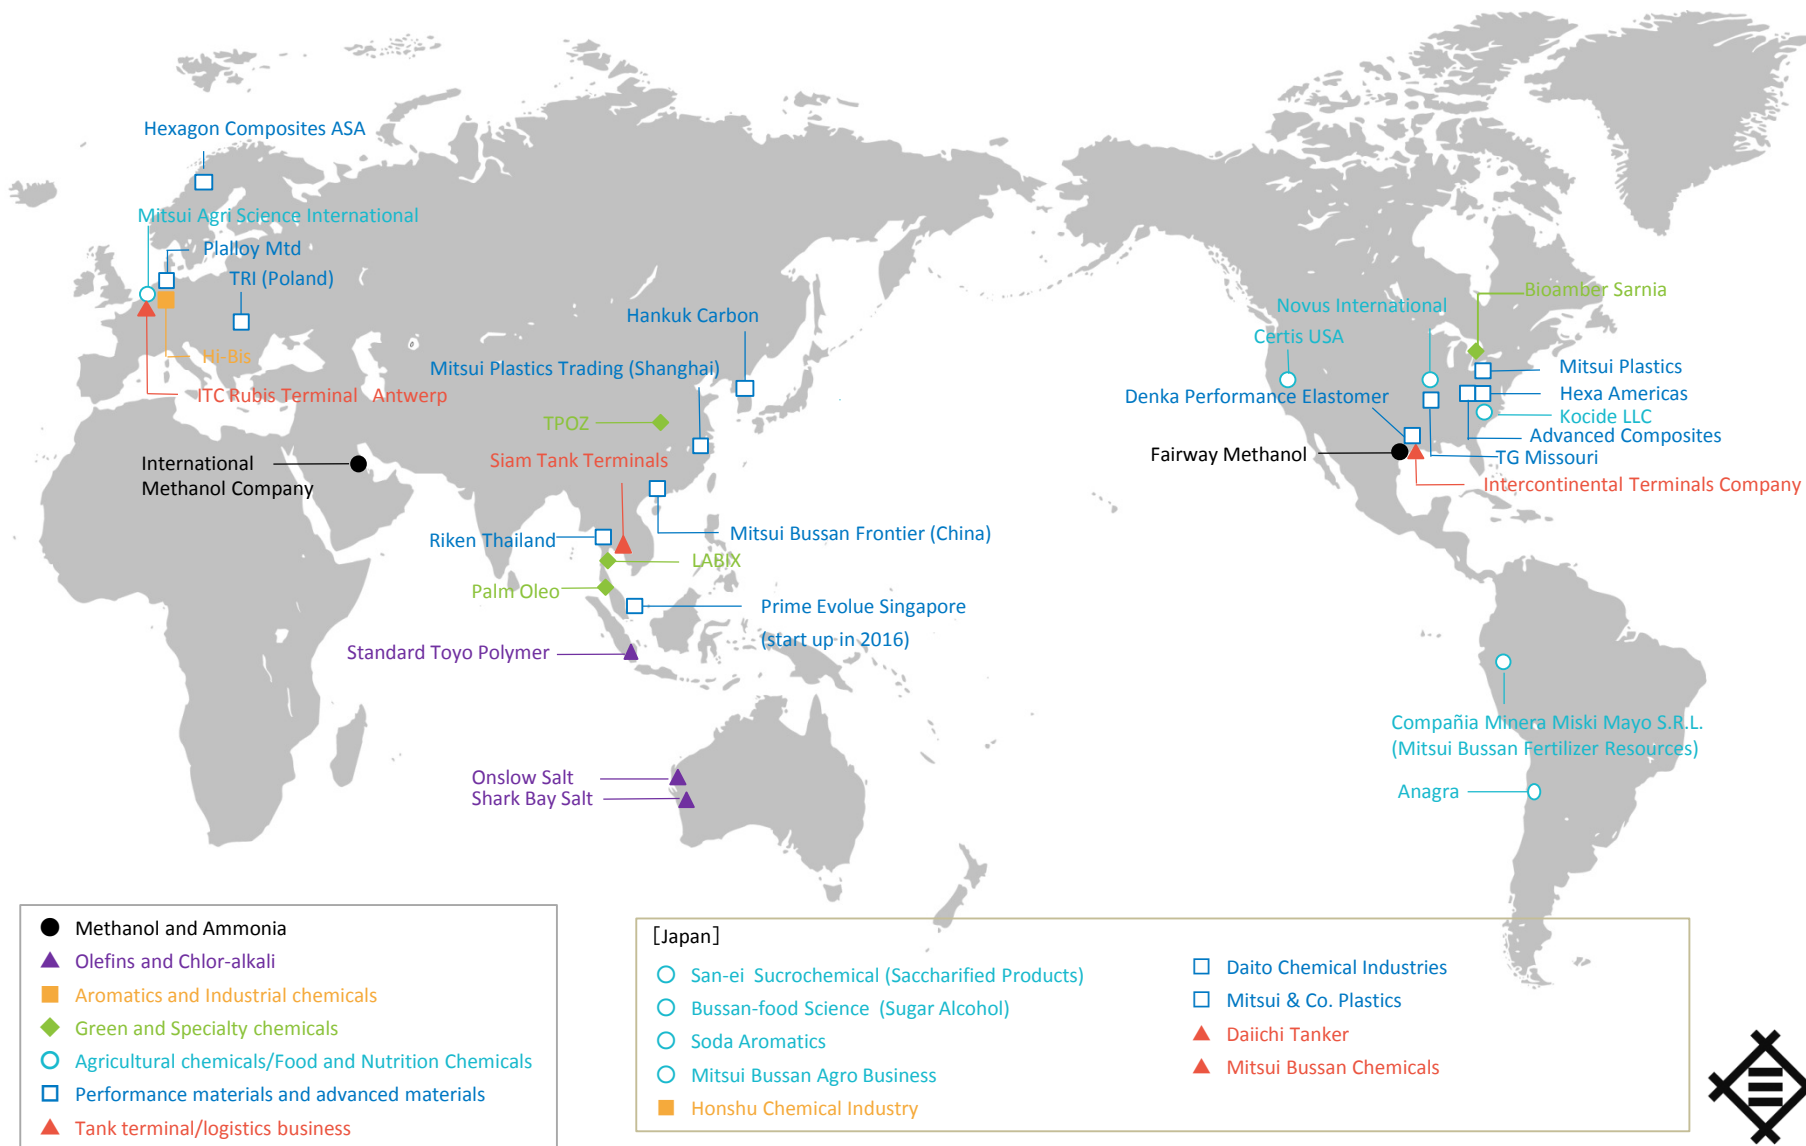 Hexagon Composites ASA
Mitsui Agri Science International
Plalloy Mtd
TRI (Poland)
Hi-Bis
ITC Rubis Terminal Antwerp
Hankuk Carbon
Mitsui Plastics Trading (Shanghai)
TPOZ
Siam Tank Terminals
International
Methanol Company
Riken Thailand
Mitsui Bussan Frontier (China)
LABIX
Palm Oleo
Prime Evolue Singapore
(start up in 2016)
Standard Toyo Polymer
Onslow Salt
Shark Bay Salt
Bioamber Sarnia
Novus International
Certis USA
Mitsui Plastics
Denka Performance Elastomer
Hexa Americas
Kocide LLC
Advanced Composites
Fairway Methanol
TG Missouri
Intercontinental Terminals Company
Compañia Minera Miski Mayo S.R.L.
(Mitsui Bussan Fertilizer Resources)
Anagra
Methanol and Ammonia
Olefins and Chlor-alkali
Aromatics and Industrial chemicals
Green and Specialty chemicals
Agricultural chemicals/Food and Nutrition Chemicals
Performance materials and advanced materials
Tank terminal/logistics business
[Japan]
San-ei Sucrochemical (Saccharified Products)
Bussan-food Science (Sugar Alcohol)
Soda Aromatics
Mitsui Bussan Agro Business
Honshu Chemical Industry
Daito Chemical Industries
Mitsui & Co. Plastics
Daiichi Tanker
Mitsui Bussan Chemicals